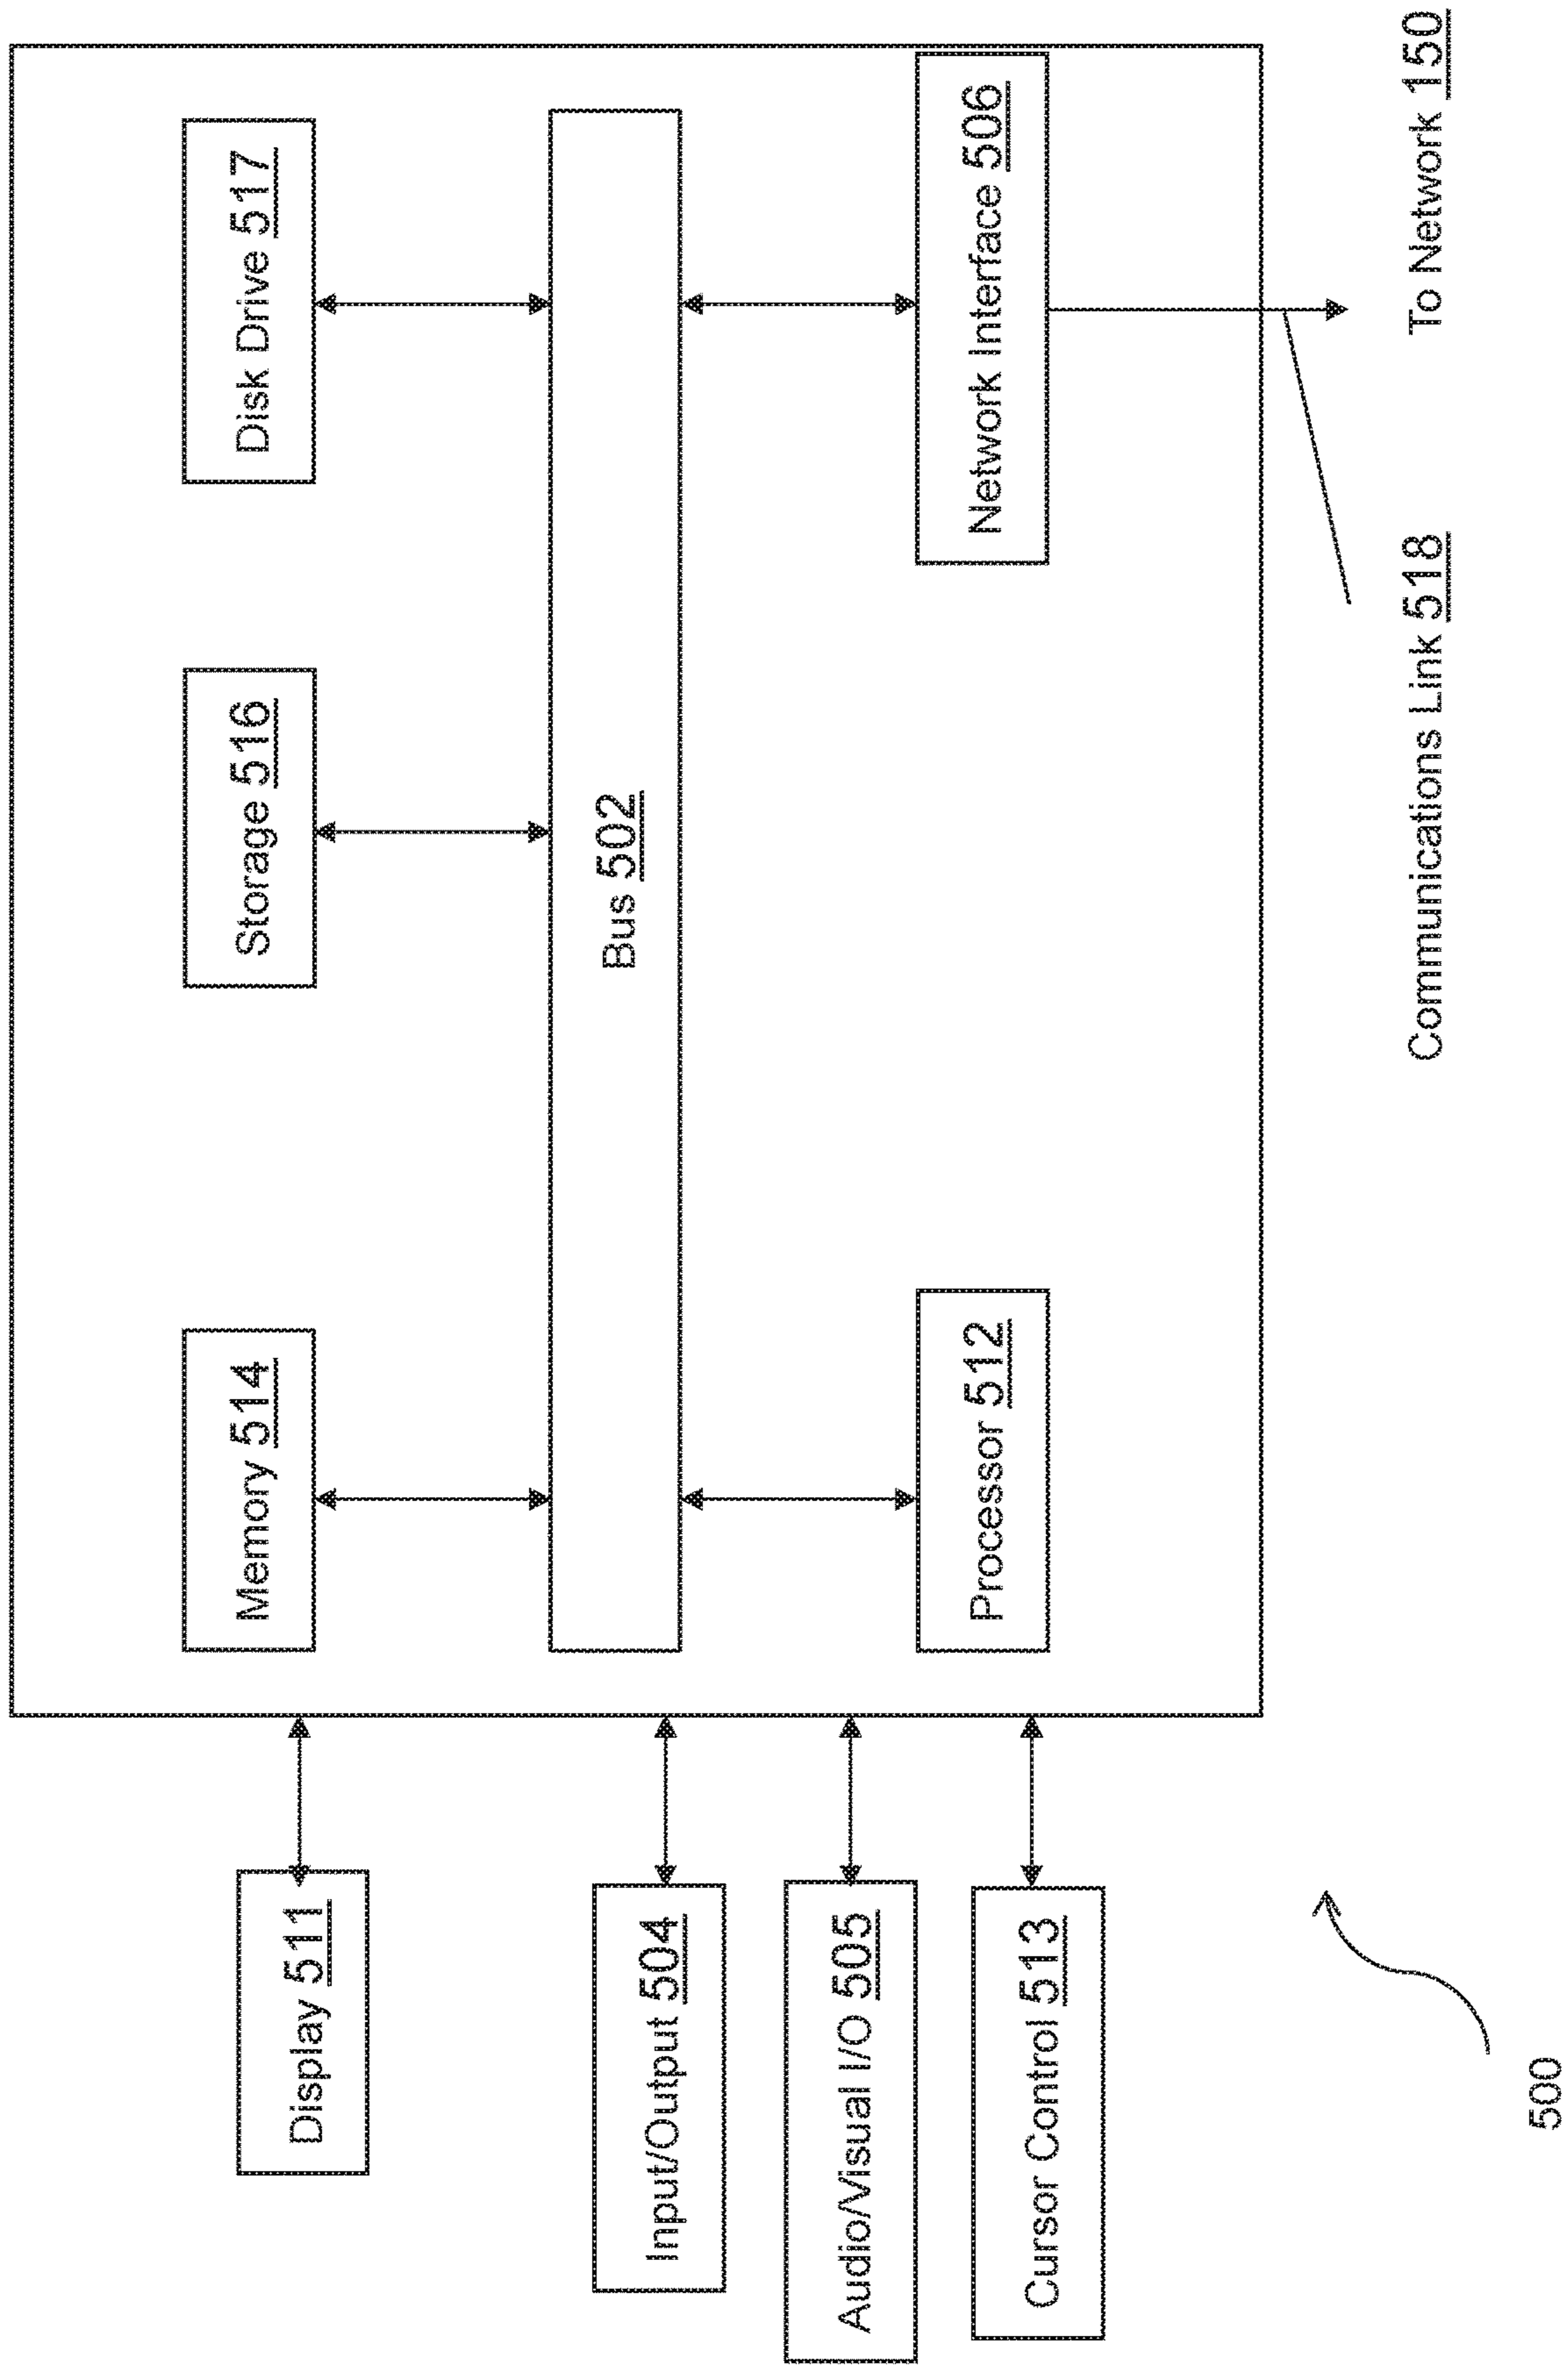 Display 511
Memory 514
Storage 516
Disk Drive 517
Input/Output 504
Bus 502
Audio/Visual I/O 505
Cursor Control 513
Processor 512
Network Interface 506
500
Communications Link 518
To Network 150